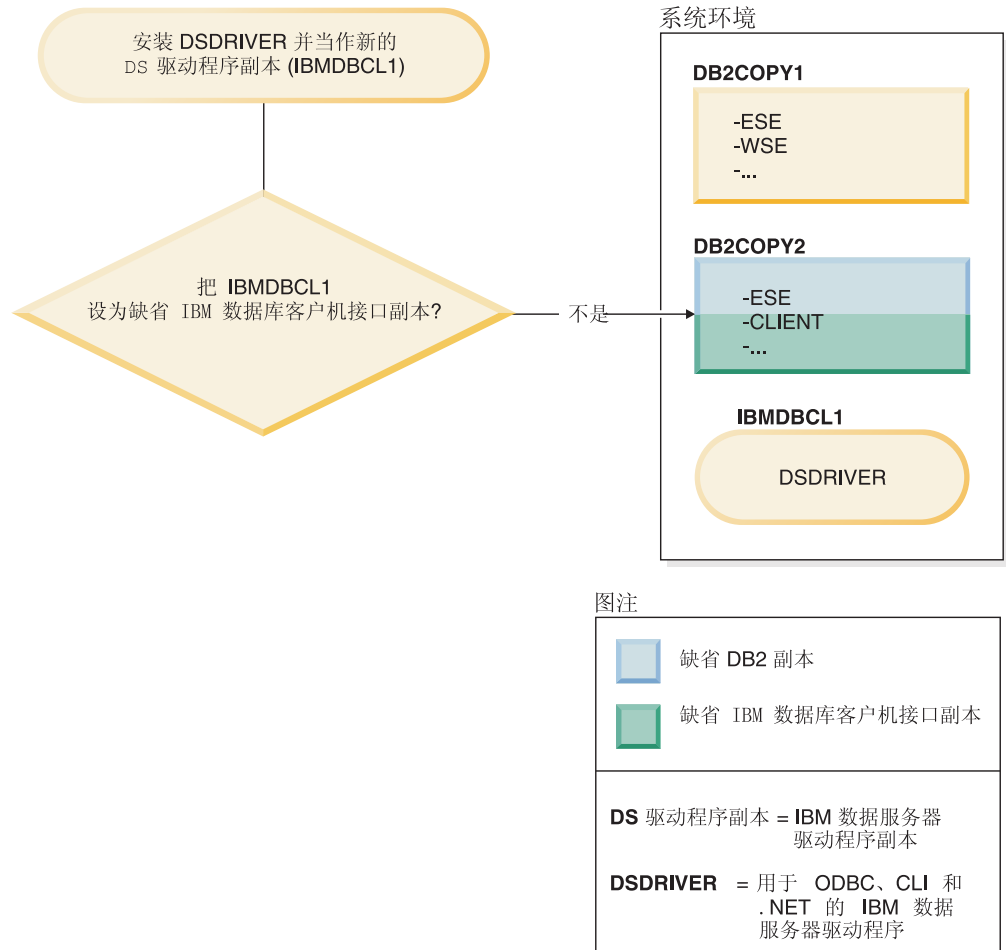 安装 DSDRIVER 并当作新的
DS 驱动程序副本 (IBMDBCL1)
把 IBMDBCL1
设为缺省 IBM 数据库客户机接口副本?
不是
系统环境
DB2COPY1
-ESE
-WSE
-...
DB2COPY2
-ESE
-CLIENT
-...
IBMDBCL1
DSDRIVER
图注
缺省 DB2 副本
缺省 IBM 数据库客户机接口副本
DS 驱动程序副本 = IBM 数据服务器
驱动程序副本
DSDRIVER = 用于 ODBC、CLI 和
.NET 的 IBM 数据
服务器驱动程序